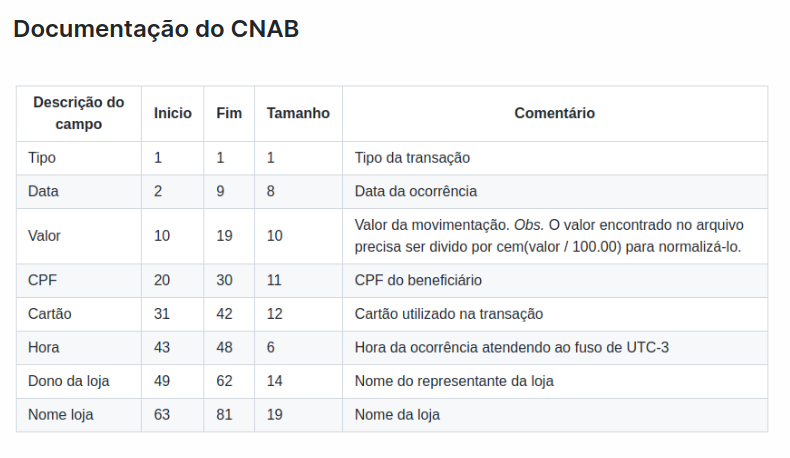 Documentação do CNAB
Descrição do campo Inicio Fim Tamanho Comentário
Tipo 1 1 1 Tipo da transação
Data 2 9 8 Data da ocorrência
Valor 10 19 10 Valor da movimentação. Obs. O valor encontrado no arquivo
precisa ser divido por cem(valor / 100.00) para normalizá-lo.
CPF 20 30 11 CPF do beneficiário
Cartão 31 42 12 Cartão utilizado na transação
Hora 43 48 6 Hora da ocorrência atendendo ao fuso de UTC-3
Dono da loja 49 62 14 Nome do representante da loja
Nome loja 63 81 19 Nome da loja